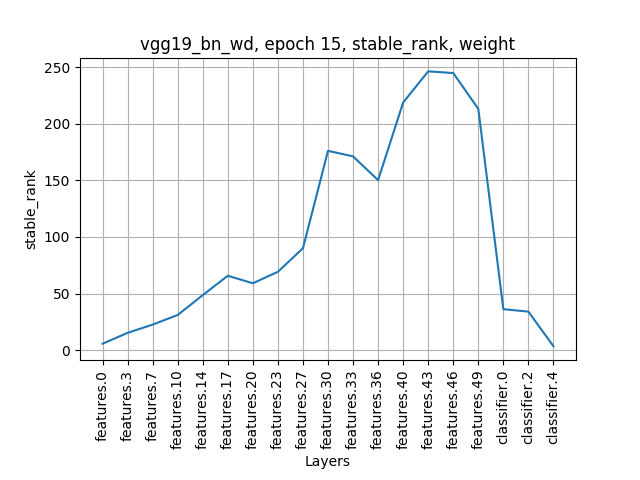 vgg19_bn_wd, epoch 15, stable_rank, weight
250
200
150
100
50
0
stable_rank
features.0
features.3
features.7
features.10
features.14
features.17
features.20
features.23
features.27
features.30
features.33
features.36
features.40
features.43
features.46
features.49
classifier.0
classifier.2
classifier.4
Layers